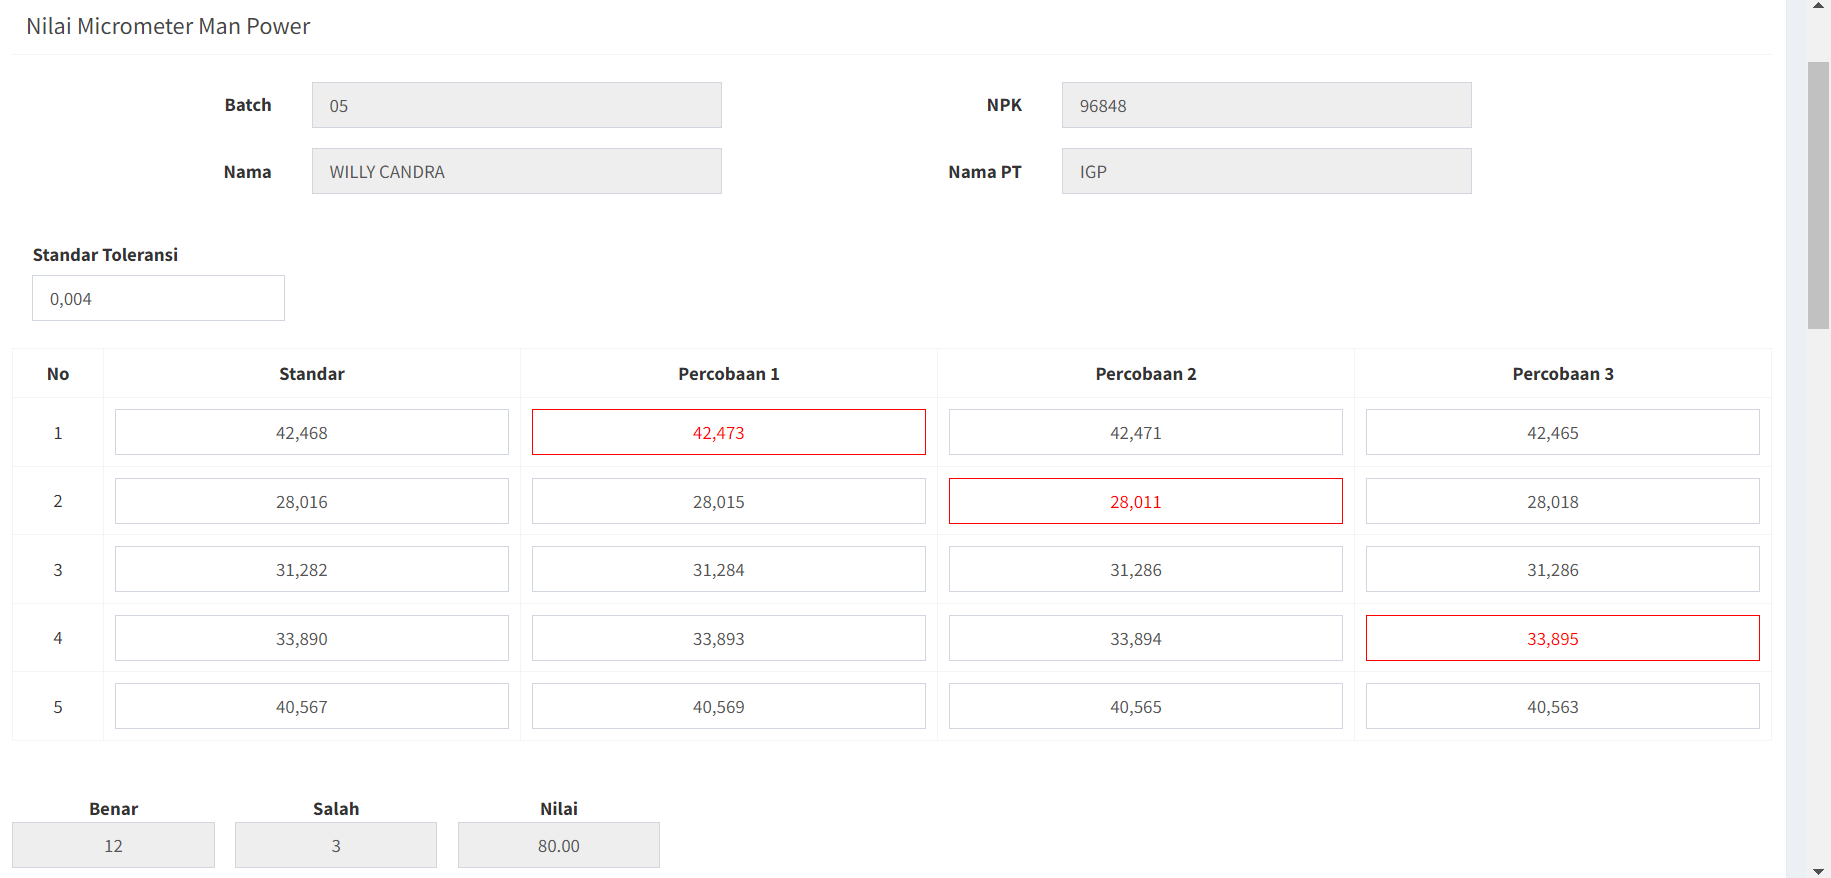 Nilai Micrometer Man Power
Batch 05 NPK 96848
Nama WILLY CANDRA Nama PT IGP
Standar Toleransi
0,004
No Standar Percobaan 1 Percobaan 2 Percobaan 3
1 42,468 42,473 42,471 42,465
2 28,016 28,015 28,011 28,018
3 31,282 31,284 31,286 31,286
4 33,890 33,893 33,894 33,895
5 40,567 40,569 40,565 40,563
Benar Salah Nilai
12 3 80.00